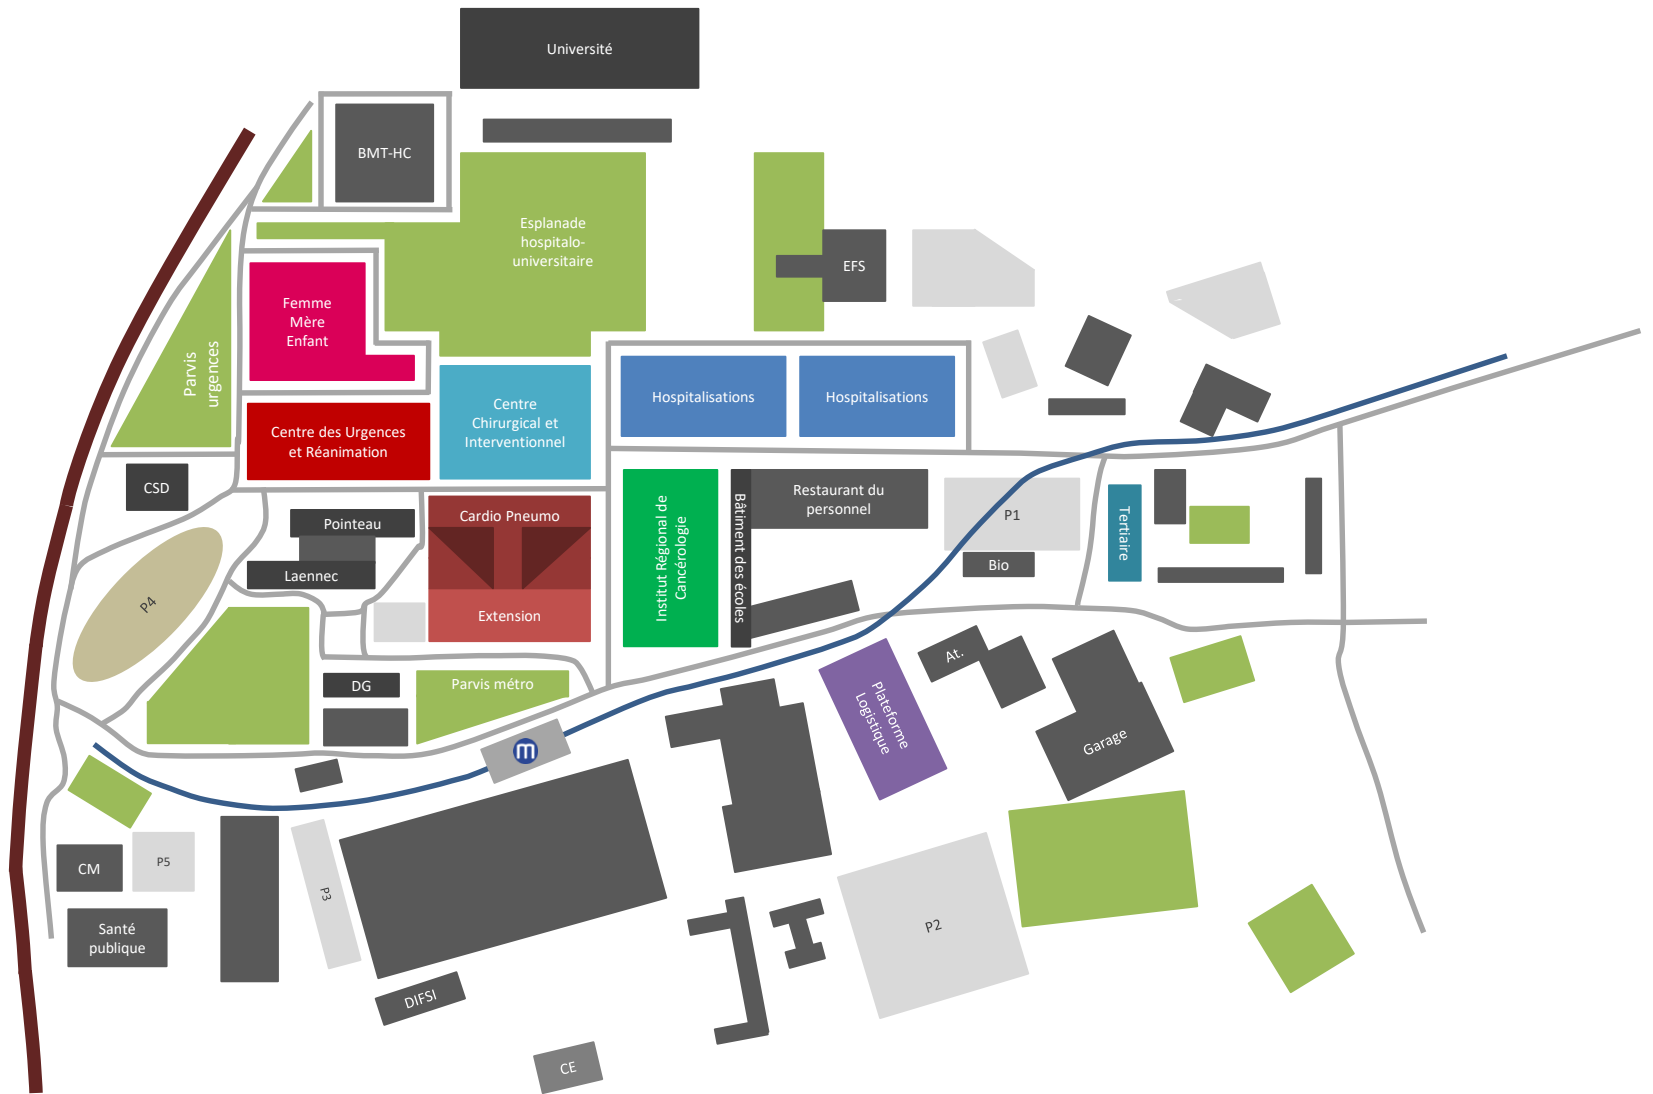 Université
BMT-HC
Esplanade
hospitalo-
universitaire
EFS
Femme
Mère
Enfant
Parvis
urgences
Centre
Chirurgical et
Interventionnel
Hospitalisations
Hospitalisations
Centre des Urgences
et Réanimation
CSD
Pointeau
Laennec
Cardio Pneumo
Extension
Institut Régional de
Cancérologie
Bâtiment des écoles
Restaurant du
personnel
P1
Bio
Tertiaire
P4
DG
Parvis métro
m
At.
Plateforme
Logistique
Garage
CM
P5
P3
P2
Santé
publique
DIFSI
CE